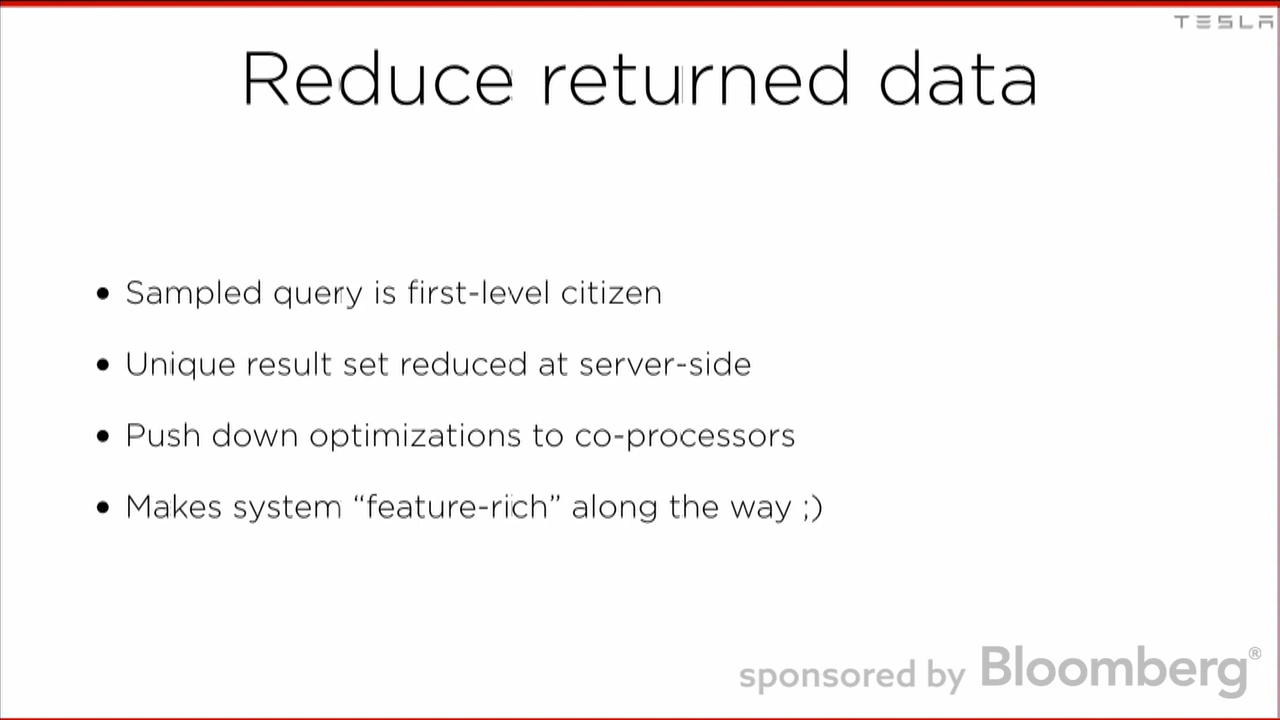 TESLA
Reduce returned data
• Sampled query is first-level citizen
• Unique result set reduced at server-side
• Push down optimizations to co-processors
• Makes system “feature-rich” along the way ;)
sponsored by Bloomberg®